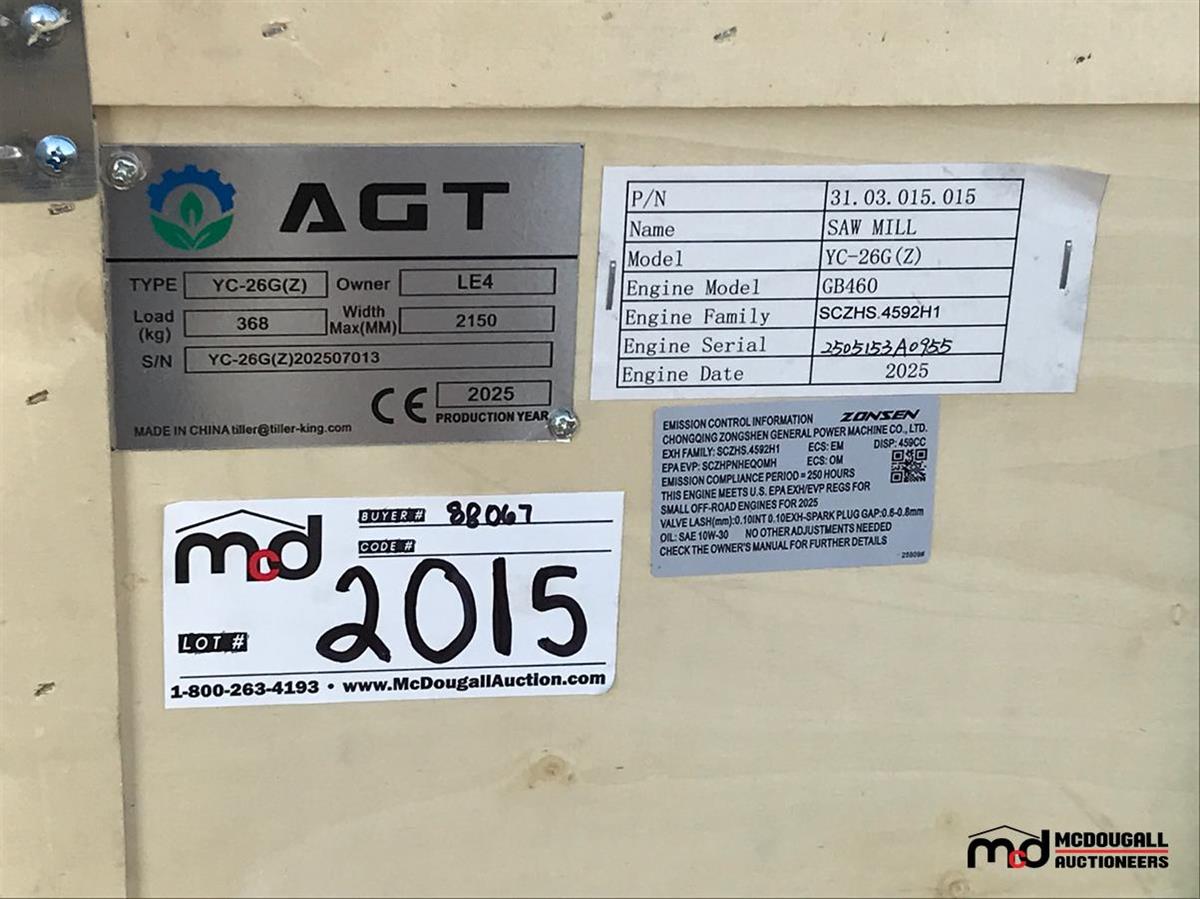 AGT
TYPE YC-26G(Z) Owner LE4
Load (kg) 368 Width Max(MM) 2150
S/N YC-26G(Z)202507013
CE 2025
PRODUCTION YEAR
MADE IN CHINA tiller@tiller-king.com
P/N 31.03.015.015
Name SAW MILL
Model YC-26G(Z)
Engine Model GB460
Engine Family SCZHS.4592H1
Engine Serial 2505153A0955
Engine Date 2025
EMISSION CONTROL INFORMATION ZONSEN
CHONGQING ZONGSHEN GENERAL POWER MACHINE CO., LTD.
EXH FAMILY: SCZHS.4592H1 ECS: EM DISP: 459CC
EPA EVP: SCZHPNHEQOMH ECS: OM
EMISSION COMPLIANCE PERIOD = 250 HOURS
THIS ENGINE MEETS U.S. EPA EXH/EVP REGS FOR
SMALL OFF-ROAD ENGINES FOR 2025
VALVE LASH(mm):0.10INT 0.10EXH-SPARK PLUG GAP:0.6-0.8mm
OIL: SAE 10W-30 NO OTHER ADJUSTMENTS NEEDED
CHECK THE OWNER'S MANUAL FOR FURTHER DETAILS
mcd
BUYER # 88067
CODE #
LOT # 2015
1-800-263-4193 • www.McDougallAuction.com
mcd MCDOUGALL
AUCTIONEERS